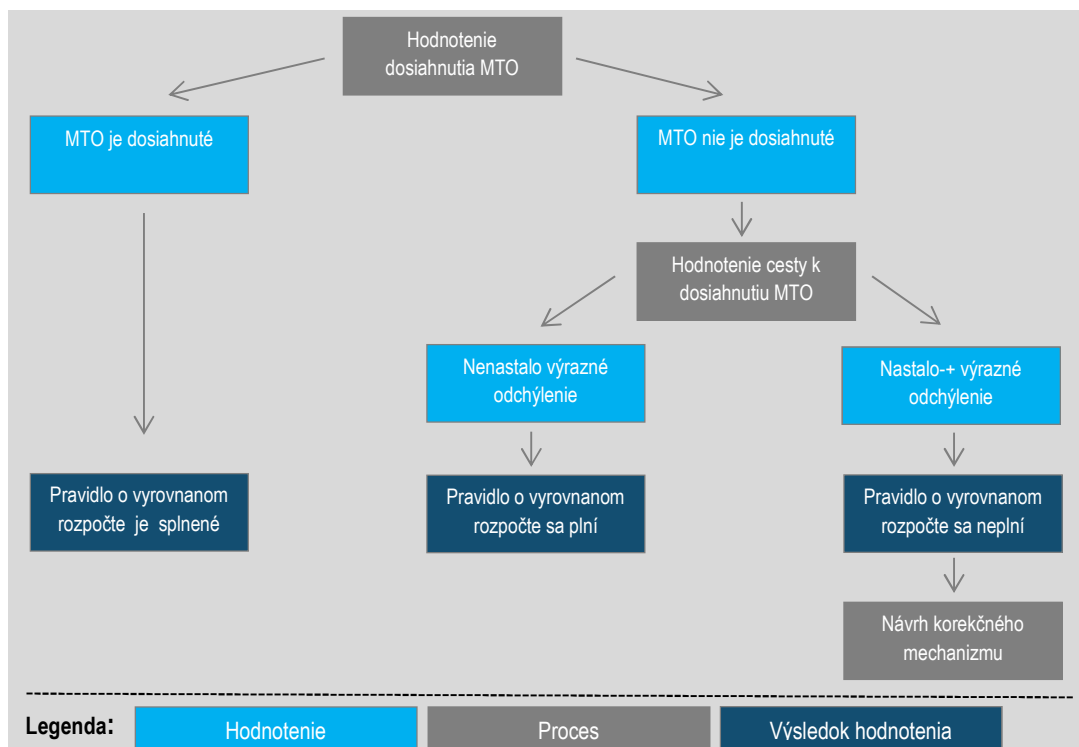 Hodnotenie
dosiahnutia MTO
MTO je dosiahnuté
MTO nie je dosiahnuté
Hodnotenie cesty k
dosiahnutiu MTO
Nenastalo výrazné
odchýlenie
Nastalo-+ výrazné
odchýlenie
Pravidlo o vyrovnanom
rozpočte je splnené
Pravidlo o vyrovnanom
rozpočte sa plní
Pravidlo o vyrovnanom
rozpočte sa neplní
Návrh korekčného
mechanizmu
Legenda:
Hodnotenie
Proces
Výsledok hodnotenia